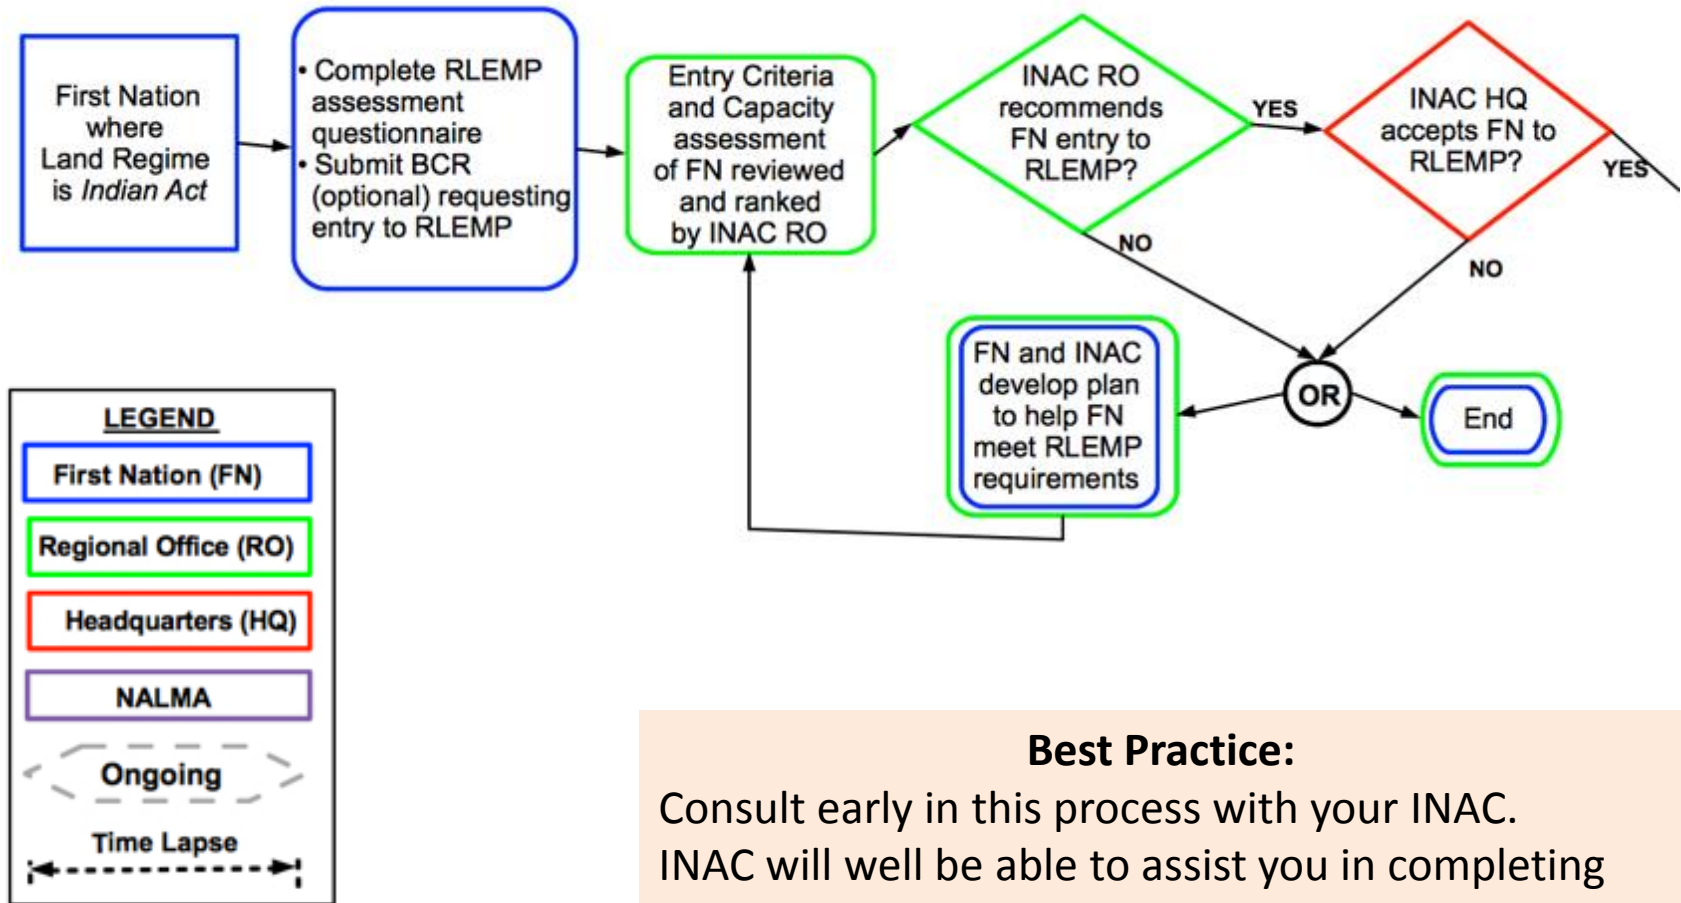 First Nation
where
Land Regime
is Indian Act
• Complete RLEMP
assessment
questionnaire
• Submit BCR
(optional) requesting
entry to RLEMP
Entry Criteria
and Capacity
assessment
of FN reviewed
and ranked
by INAC RO
INAC RO
recommends
FN entry to
RLEMP?
YES
NO
INAC HQ
accepts FN to
RLEMP?
YES
NO
FN and INAC
develop plan
to help FN
meet RLEMP
requirements
OR
End
LEGEND
First Nation (FN)
Regional Office (RO)
Headquarters (HQ)
NALMA
Ongoing
Time Lapse
Best Practice:
Consult early in this process with your INAC.
INAC will well be able to assist you in completing